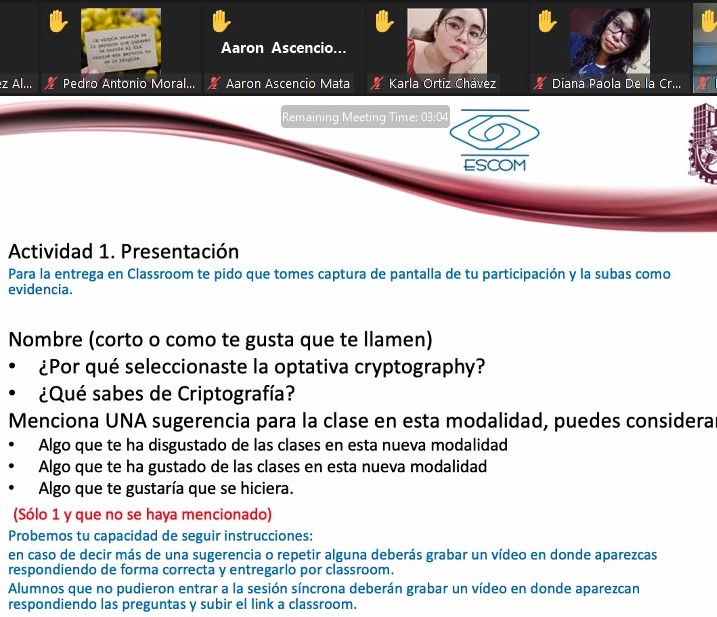 ez Al...
Pedro Antonio Moral...
Aaron Ascencio...
Aaron Ascencio Mata
Karla Ortiz Chávez
Diana Paola De la Cr...
Remaining Meeting Time: 03:04
ESCOM
Actividad 1. Presentación
Para la entrega en Classroom te pido que tomes captura de pantalla de tu participación y la subas como
evidencia.
Nombre (corto o como te gusta que te llamen)
• ¿Por qué seleccionaste la optativa cryptography?
• ¿Qué sabes de Criptografía?
Menciona UNA sugerencia para la clase en esta modalidad, puedes considerar
• Algo que te ha disgustado de las clases en esta nueva modalidad
• Algo que te ha gustado de las clases en esta nueva modalidad
• Algo que te gustaría que se hiciera.
(Sólo 1 y que no se haya mencionado)
Probemos tu capacidad de seguir instrucciones:
en caso de decir más de una sugerencia o repetir alguna deberás grabar un vídeo en donde aparezcas
respondiendo de forma correcta y entregarlo por classroom.
Alumnos que no pudieron entrar a la sesión síncrona deberán grabar un vídeo en donde aparezcan
respondiendo las preguntas y subir el link a classroom.